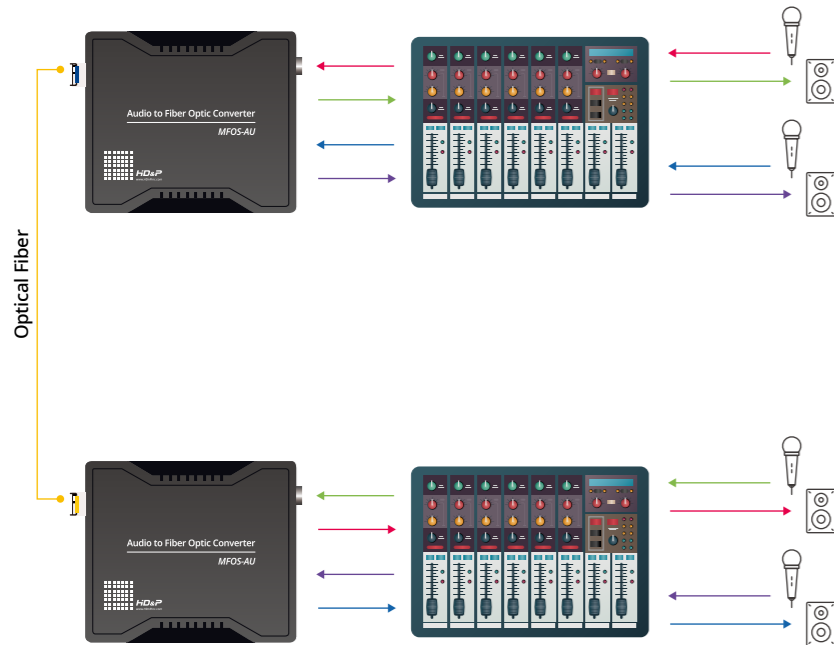 Audio to Fiber Optic Converter
MFOS-AU
HD&P
Optical Fiber
Audio to Fiber Optic Converter
MFOS-AU
HD&P